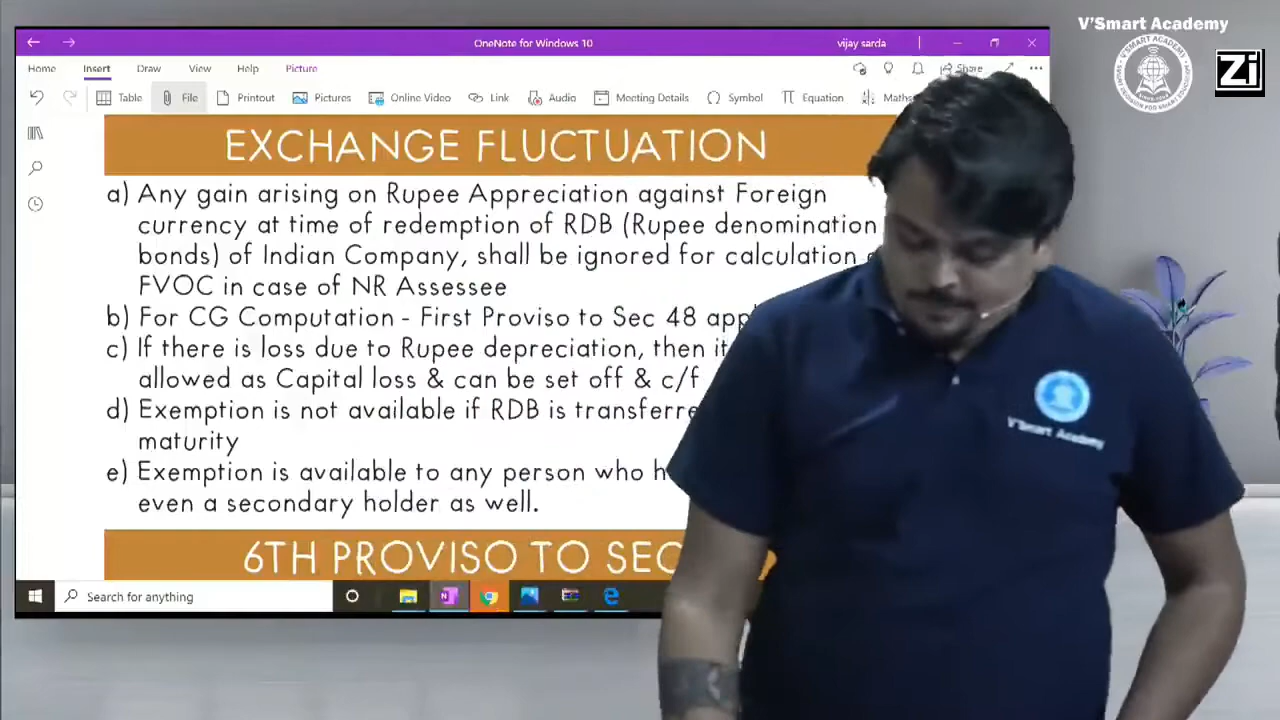 V'Smart Academy
OneNote for Windows 10
vijay sarda
Home Insert Draw View Help Picture
Share
Table File Printout Pictures Online Video Link Audio Meeting Details Symbol Equation Maths
EXCHANGE FLUCTUATION
a) Any gain arising on Rupee Appreciation against Foreign
currency at time of redemption of RDB (Rupee denomination
bonds) of Indian Company, shall be ignored for calculation
FVOC in case of NR Assessee
b) For CG Computation - First Proviso to Sec 48
c) If there is loss due to Rupee depreciation, then it
allowed as Capital loss & can be set off & c/f
d) Exemption is not available if RDB is
maturity
e) Exemption is available to any person who
even a secondary holder as well.
6TH PROVISO TO
Search for anything
Zi
V'Smart Academy